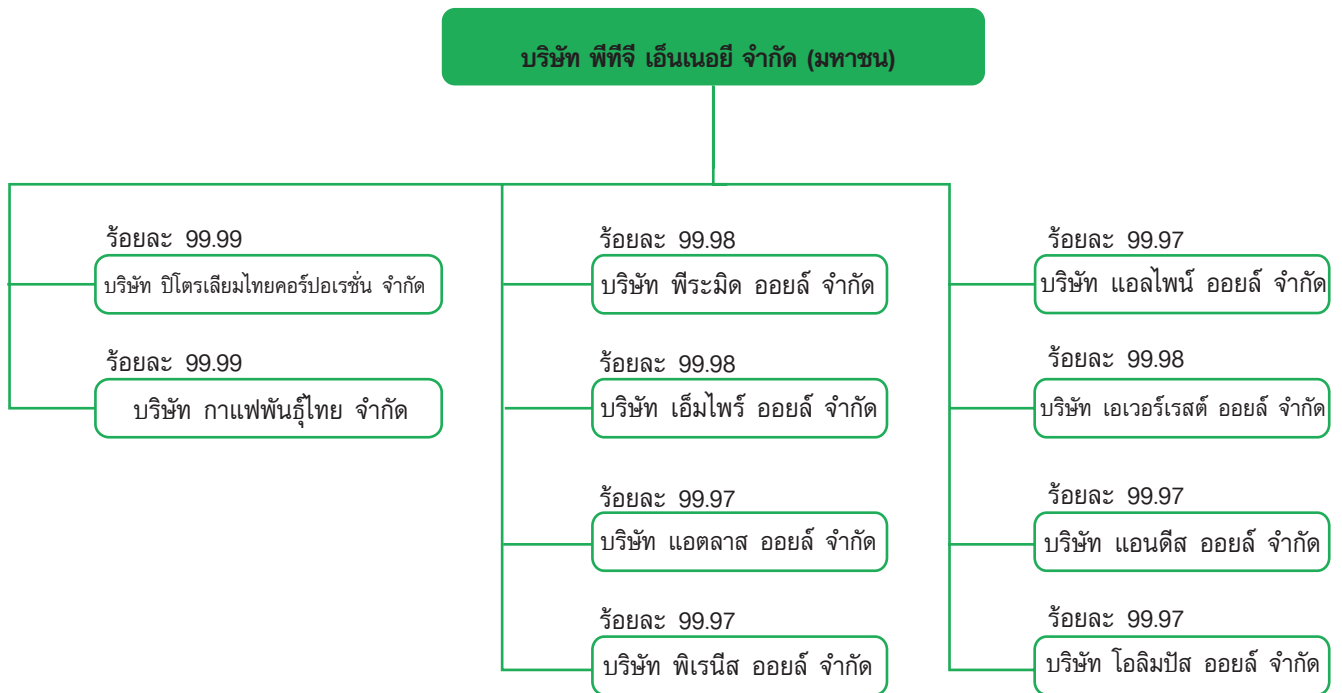 บริษัท พีทีจี เอ็นเนอยี จำกัด (มหาชน)
ร้อยละ 99.99
บริษัท ปิโตรเลียมไทยคอร์ปอเรชั่น จำกัด
ร้อยละ 99.99
บริษัท กาแฟพันธุ์ไทย จำกัด
ร้อยละ 99.98
บริษัท พีระมิด ออยล์ จำกัด
ร้อยละ 99.98
บริษัท เอ็มไพร์ ออยล์ จำกัด
ร้อยละ 99.97
บริษัท แอตลาส ออยล์ จำกัด
ร้อยละ 99.97
บริษัท พิเรนีส ออยล์ จำกัด
ร้อยละ 99.97
บริษัท แอลไพน์ ออยล์ จำกัด
ร้อยละ 99.98
บริษัท เอเวอร์เรสต์ ออยล์ จำกัด
ร้อยละ 99.97
บริษัท แอนดีส ออยล์ จำกัด
ร้อยละ 99.97
บริษัท โอลิมปัส ออยล์ จำกัด